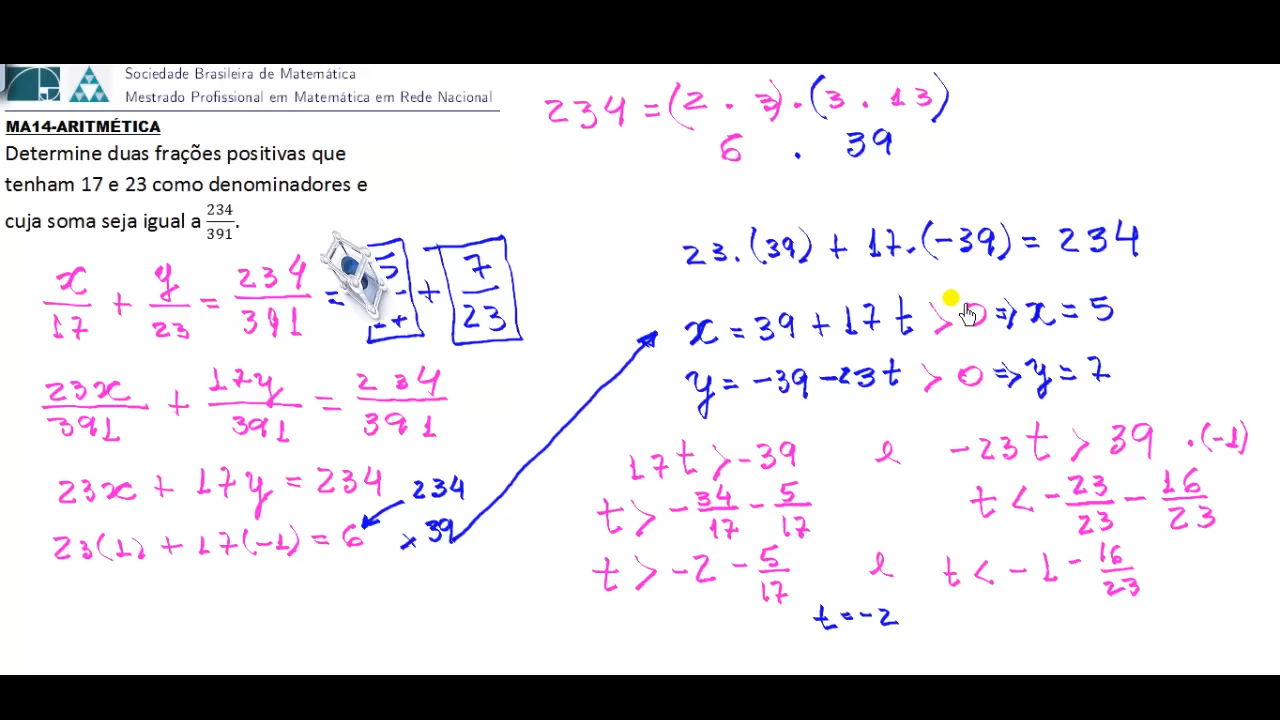 Sociedade Brasileira de Matemática
Mestrado Profissional em Matemática em Rede Nacional
MA14-ARITMÉTICA
Determine duas frações positivas que
tenham 17 e 23 como denominadores e
cuja soma seja igual a 234/391.
x/17 + y/23 = 234/391 = 5/ + 7/23
23x/391 + 17y/391 = 234/391
23x + 17y = 234
23(1) + 17(-1) = 6
234
x 39
234 = (2 . 3) . (3 . 13)
6 . 39
23.(39) + 17.(-39) = 234
x = 39 + 17t > 0 => x = 5
y = -39 -23t > 0 => y = 7
17t > -39 e -23t > 39 .(-1)
t > -34/17 - 5/17 t < -23/23 - 16/23
t > -2 - 5/17 e t < -1 - 16/23
t = -2